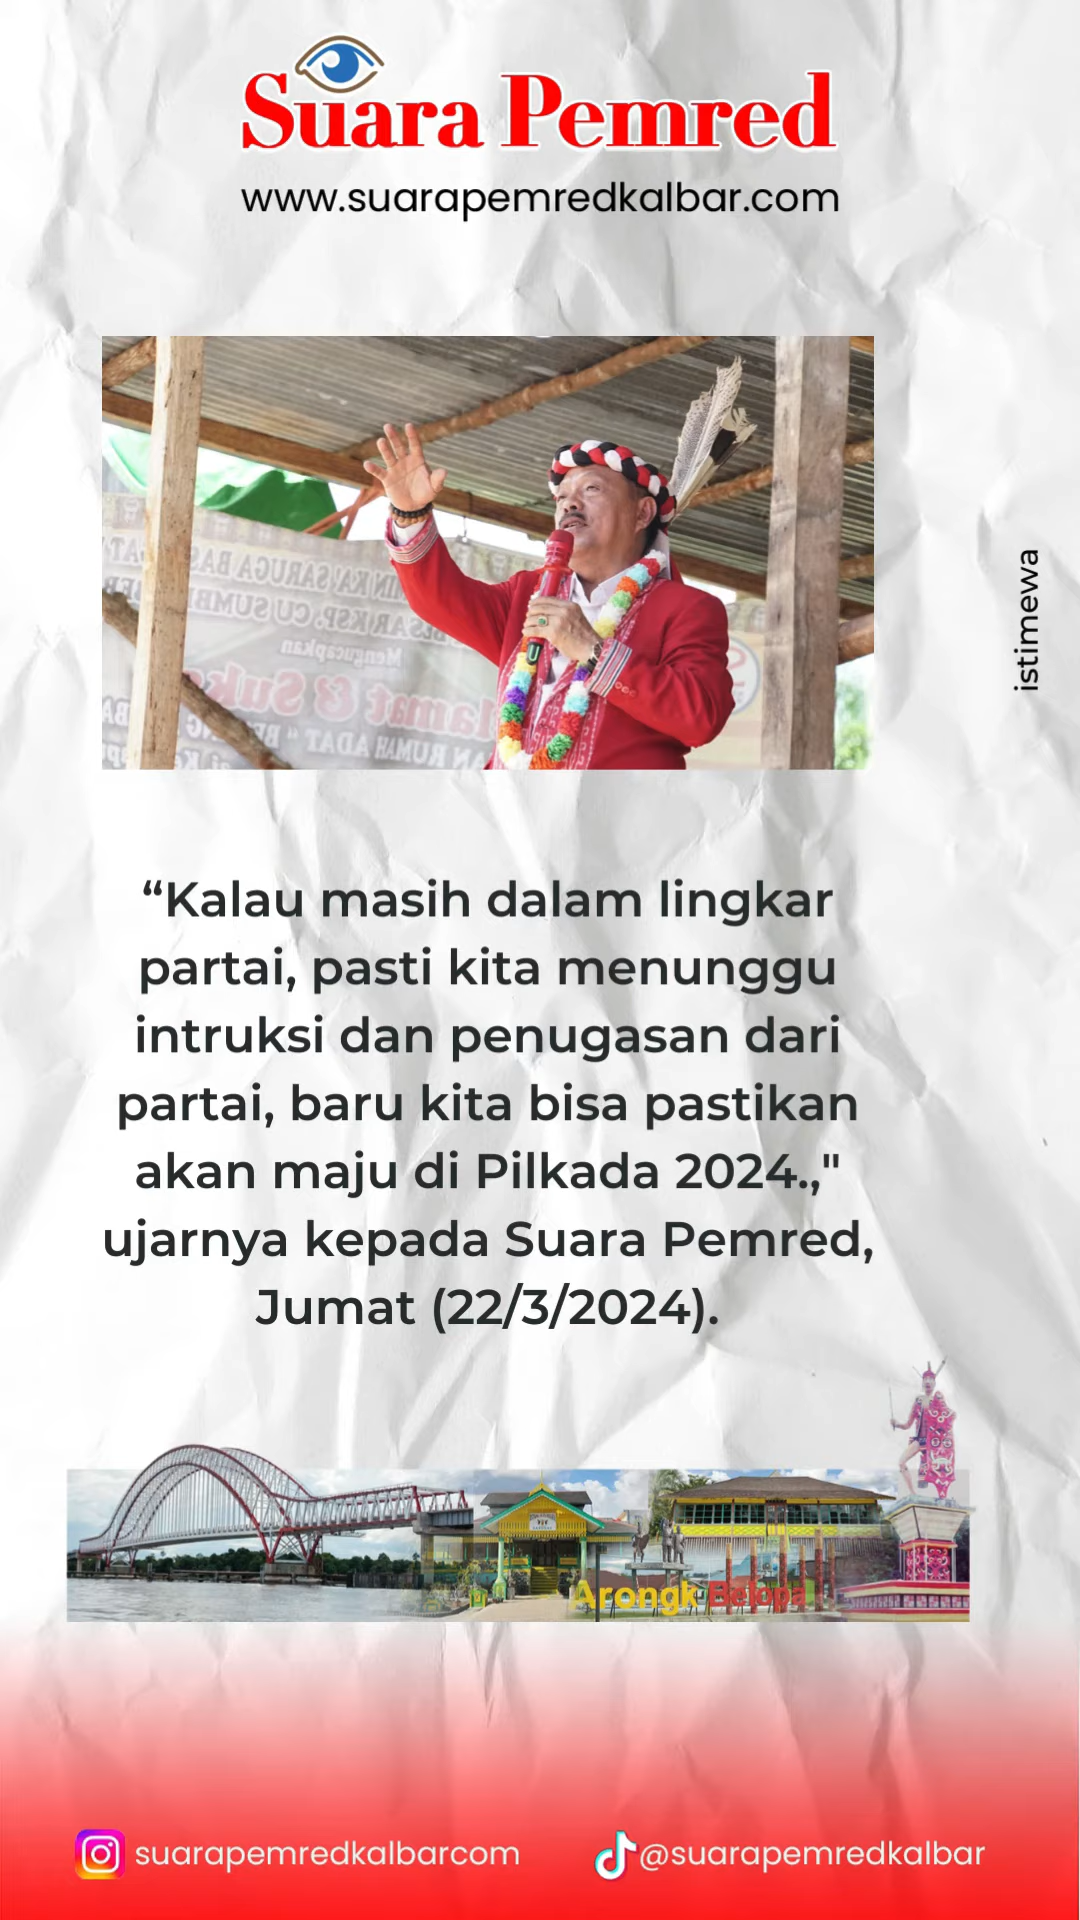 Suara Pemred
www.suarapemredkalbar.com
istimewa
Mengucapkan
“Kalau masih dalam lingkar
partai, pasti kita menunggu
intruksi dan penugasan dari
partai, baru kita bisa pastikan
akan maju di Pilkada 2024.,"
ujarnya kepada Suara Pemred,
Jumat (22/3/2024).
Arongk Belopa
suarapemredkalbarcom
@suarapemredkalbar